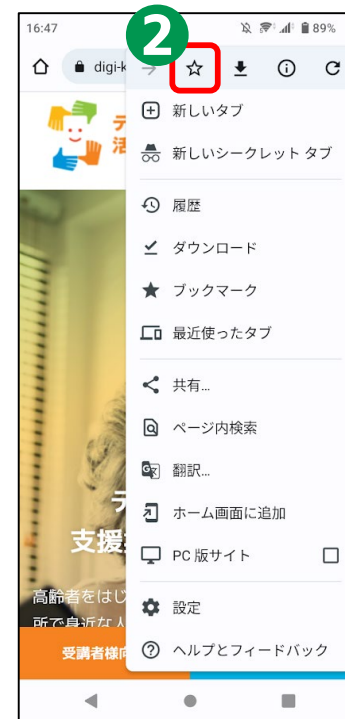 16:47
2
89%
digi-k
新しいタブ
新しいシークレット タブ
履歴
ダウンロード
ブックマーク
最近使ったタブ
共有...
ページ内検索
翻訳...
ホーム画面に追加
PC 版サイト
設定
ヘルプとフィードバック
デ
活
デ
支援
高齢者をはじ
所で身近な人
受講者様向